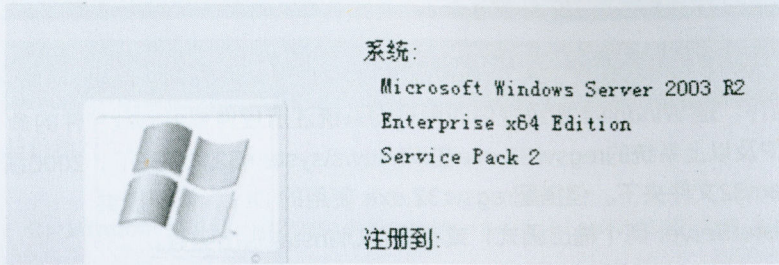 系统:
Microsoft Windows Server 2003 R2
Enterprise x64 Edition
Service Pack 2
注册到: